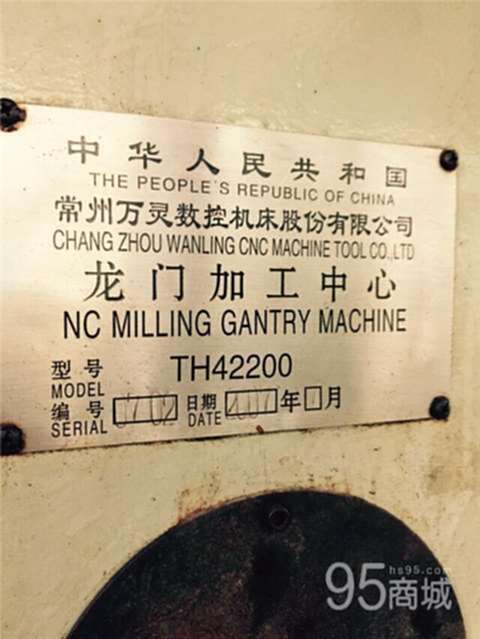 中华人民共和国
THE PEOPLE'S REPUBLIC OF CHINA
常州万灵数控机床股份有限公司
CHANG ZHOU WANLING CNC MACHINE TOOL CO.,LTD
龙门加工中心
NC MILLING GANTRY MACHINE
型号 TH42200
MODEL
编号 日期 年 月
SERIAL DATE
hs95.com
95商城